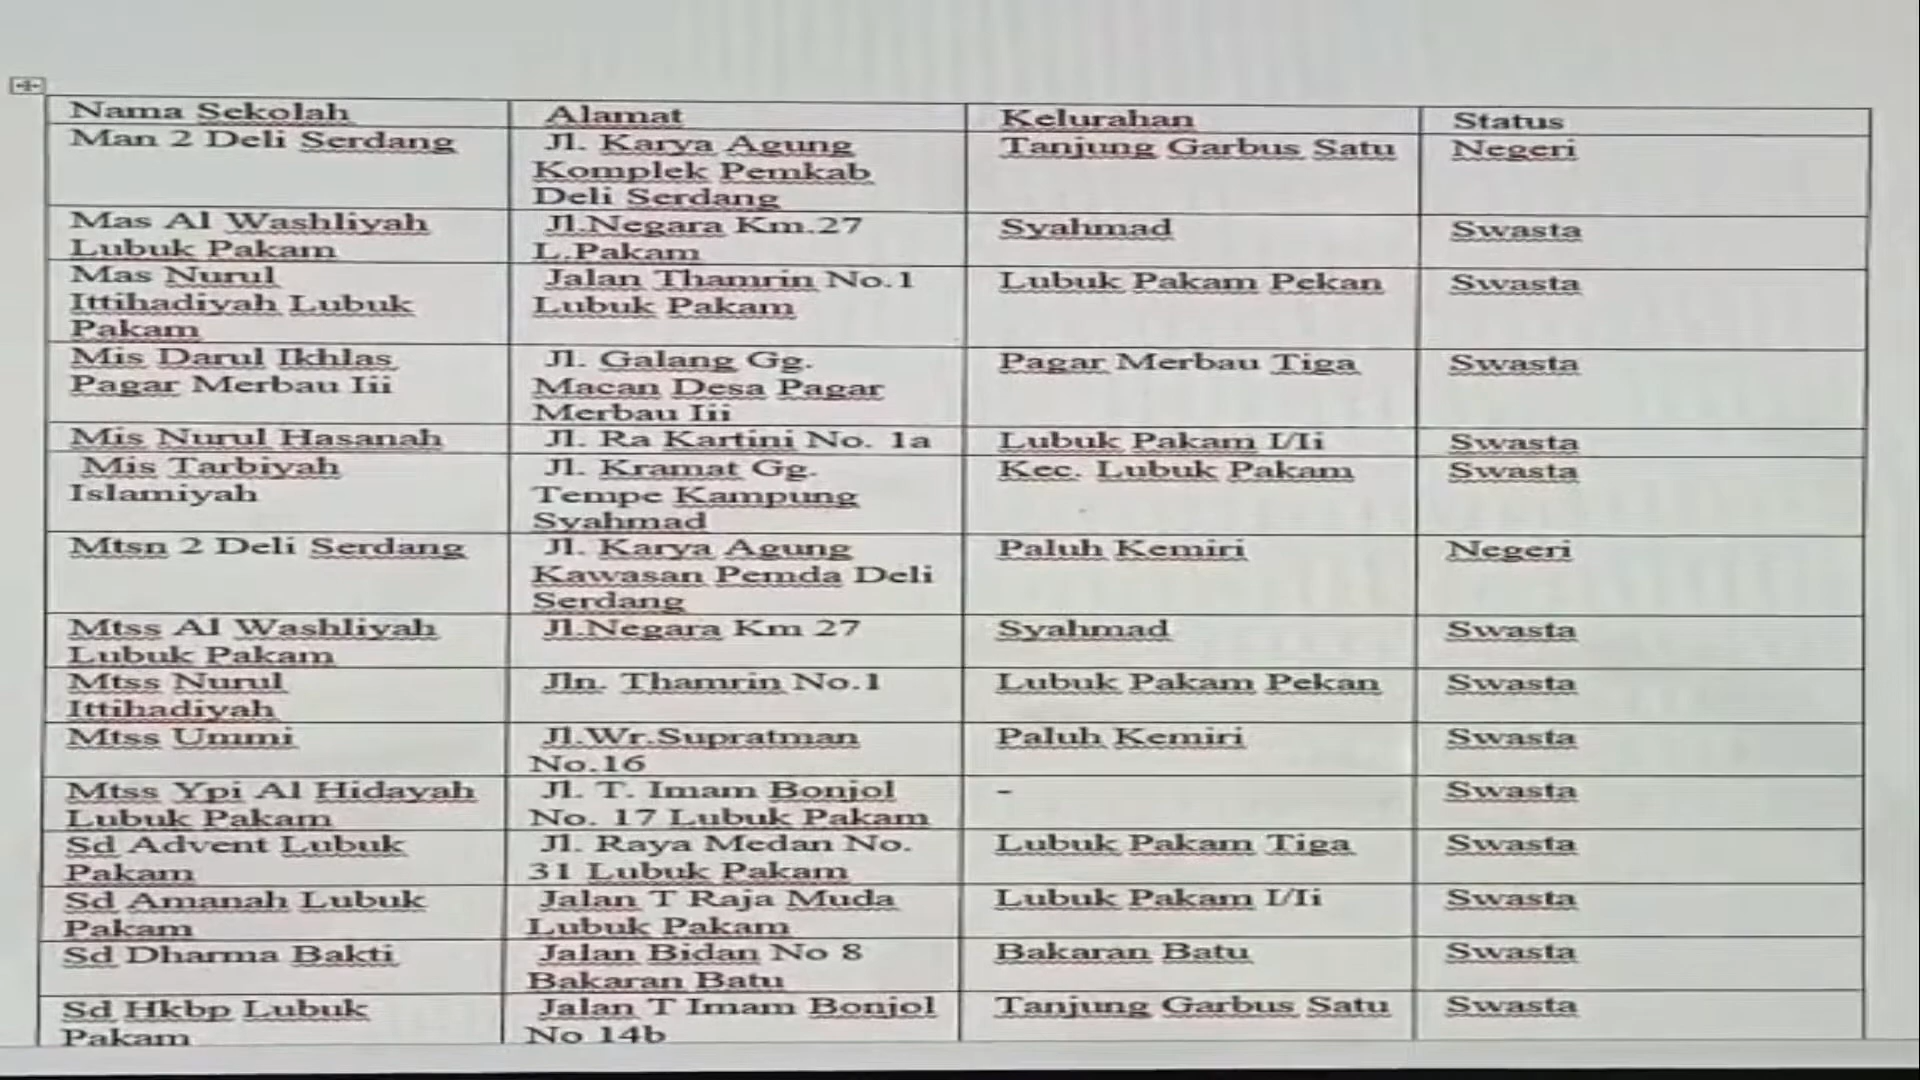 Nama Sekolah Alamat Kelurahan Status
Man 2 Deli Serdang Jl. Karya Agung Tanjung Garbus Satu Negeri
Komplek Pemkab
Deli Serdang
Mas Al Washliyah Jl.Negara Km.27 Syahmad Swasta
Lubuk Pakam L.Pakam
Mas Nurul Jalan Thamrin No.1 Lubuk Pakam Pekan Swasta
Ittihadiyah Lubuk Lubuk Pakam
Pakam
Mis Darul Ikhlas Jl. Galang Gg. Pagar Merbau Tiga Swasta
Pagar Merbau Iii Macan Desa Pagar
Merbau Iii
Mis Nurul Hasanah Jl. Ra Kartini No. 1a Lubuk Pakam I/Ii Swasta
Mis Tarbiyah Jl. Kramat Gg. Kec. Lubuk Pakam Swasta
Islamiyah Tempe Kampung
Syahmad
Mtsn 2 Deli Serdang Jl. Karya Agung Paluh Kemiri Negeri
Kawasan Pemda Deli
Serdang
Mtss Al Washliyah Jl.Negara Km 27 Syahmad Swasta
Lubuk Pakam
Mtss Nurul Jln. Thamrin No.1 Lubuk Pakam Pekan Swasta
Ittihadiyah
Mtss Ummi Jl.Wr.Supratman Paluh Kemiri Swasta
No.16
Mtss Ypi Al Hidayah Jl. T. Imam Bonjol - Swasta
Lubuk Pakam No. 17 Lubuk Pakam
Sd Advent Lubuk Jl. Raya Medan No. Lubuk Pakam Tiga Swasta
Pakam 31 Lubuk Pakam
Sd Amanah Lubuk Jalan T Raja Muda Lubuk Pakam I/Ii Swasta
Pakam Lubuk Pakam
Sd Dharma Bakti Jalan Bidan No 8 Bakaran Batu Swasta
Bakaran Batu
Sd Hkbp Lubuk Jalan T Imam Bonjol Tanjung Garbus Satu Swasta
Pakam No 14b